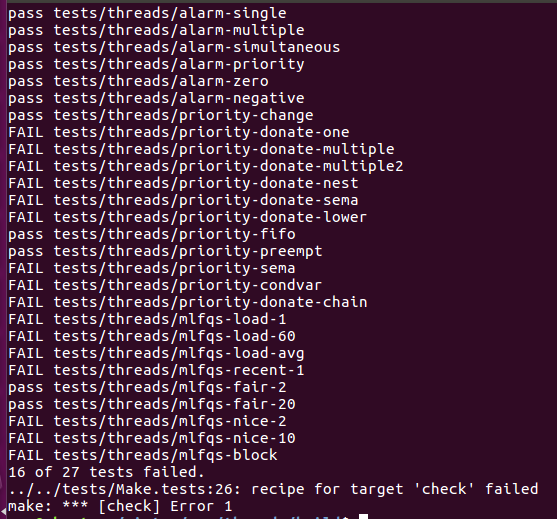 pass tests/threads/alarm-single
pass tests/threads/alarm-multiple
pass tests/threads/alarm-simultaneous
pass tests/threads/alarm-priority
pass tests/threads/alarm-zero
pass tests/threads/alarm-negative
pass tests/threads/priority-change
FAIL tests/threads/priority-donate-one
FAIL tests/threads/priority-donate-multiple
FAIL tests/threads/priority-donate-multiple2
FAIL tests/threads/priority-donate-nest
FAIL tests/threads/priority-donate-sema
FAIL tests/threads/priority-donate-lower
pass tests/threads/priority-fifo
pass tests/threads/priority-preempt
FAIL tests/threads/priority-sema
FAIL tests/threads/priority-condvar
FAIL tests/threads/priority-donate-chain
FAIL tests/threads/mlfqs-load-1
FAIL tests/threads/mlfqs-load-60
FAIL tests/threads/mlfqs-load-avg
FAIL tests/threads/mlfqs-recent-1
pass tests/threads/mlfqs-fair-2
pass tests/threads/mlfqs-fair-20
FAIL tests/threads/mlfqs-nice-2
FAIL tests/threads/mlfqs-nice-10
FAIL tests/threads/mlfqs-block
16 of 27 tests failed.
../../tests/Make.tests:26: recipe for target 'check' failed
make: *** [check] Error 1